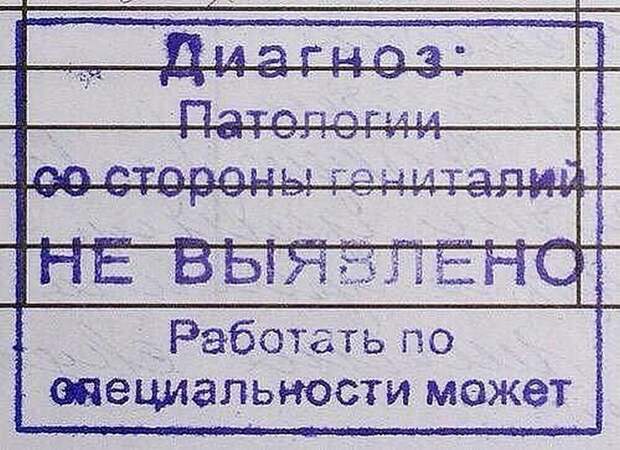 Диагноз:
Патологии
со стороны гениталий
НЕ ВЫЯВЛЕНО
Работать по
специальности может